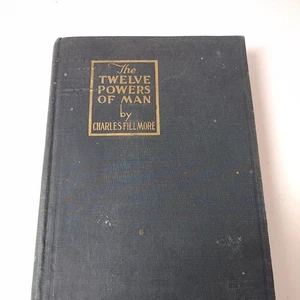 The
TWELVE
POWERS
OF MAN
by
CHARLES FILLMORE